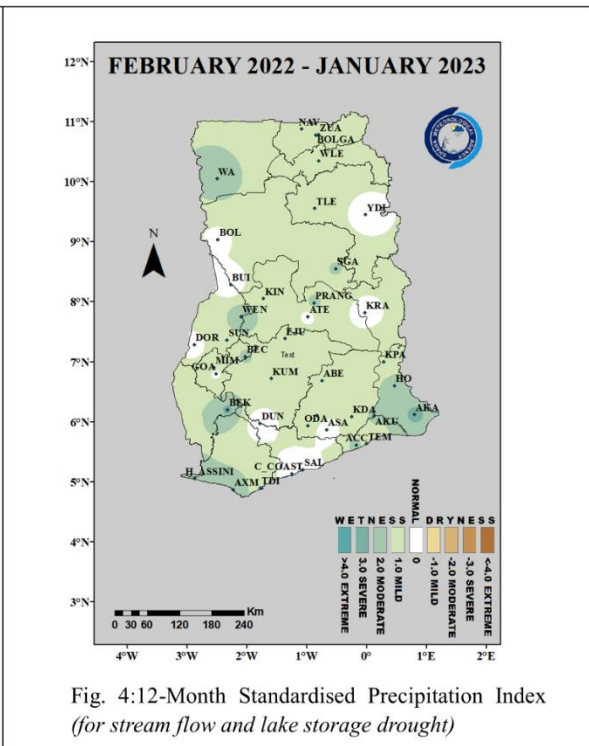 FEBRUARY 2022 - JANUARY 2023
12°N
11°N
10°N
9°N
8°N
7°N
6°N
5°N
4°N
3°N
NAV
ZUA
BOLGA
WLE
WA
TLE
YDI
BOL
N
SGA
BUI
KIN
PRANG
WEN
ATE
KRA
DOR
SUN
EJU
BEC
Text
GOA
MIM
KPA
KUM
ABE
HO
BEK
DUN
ODA
ASA
KDA
AKU
AKA
ACC
TEM
C_COAST
SAL
H_ASSINI
AXM
TDI
WETNESS
NORMAL
DRYNESS
>4.0 EXTREME
3.0 SEVERE
2.0 MODERATE
1.0 MILD
0
-1.0 MILD
-2.0 MODERATE
-3.0 SEVERE
<-4.0 EXTREME
0 30 60 120 180 240 Km
4°W
3°W
2°W
1°W
0°
1°E
2°E
Fig. 4:12-Month Standardised Precipitation Index
(for stream flow and lake storage drought)